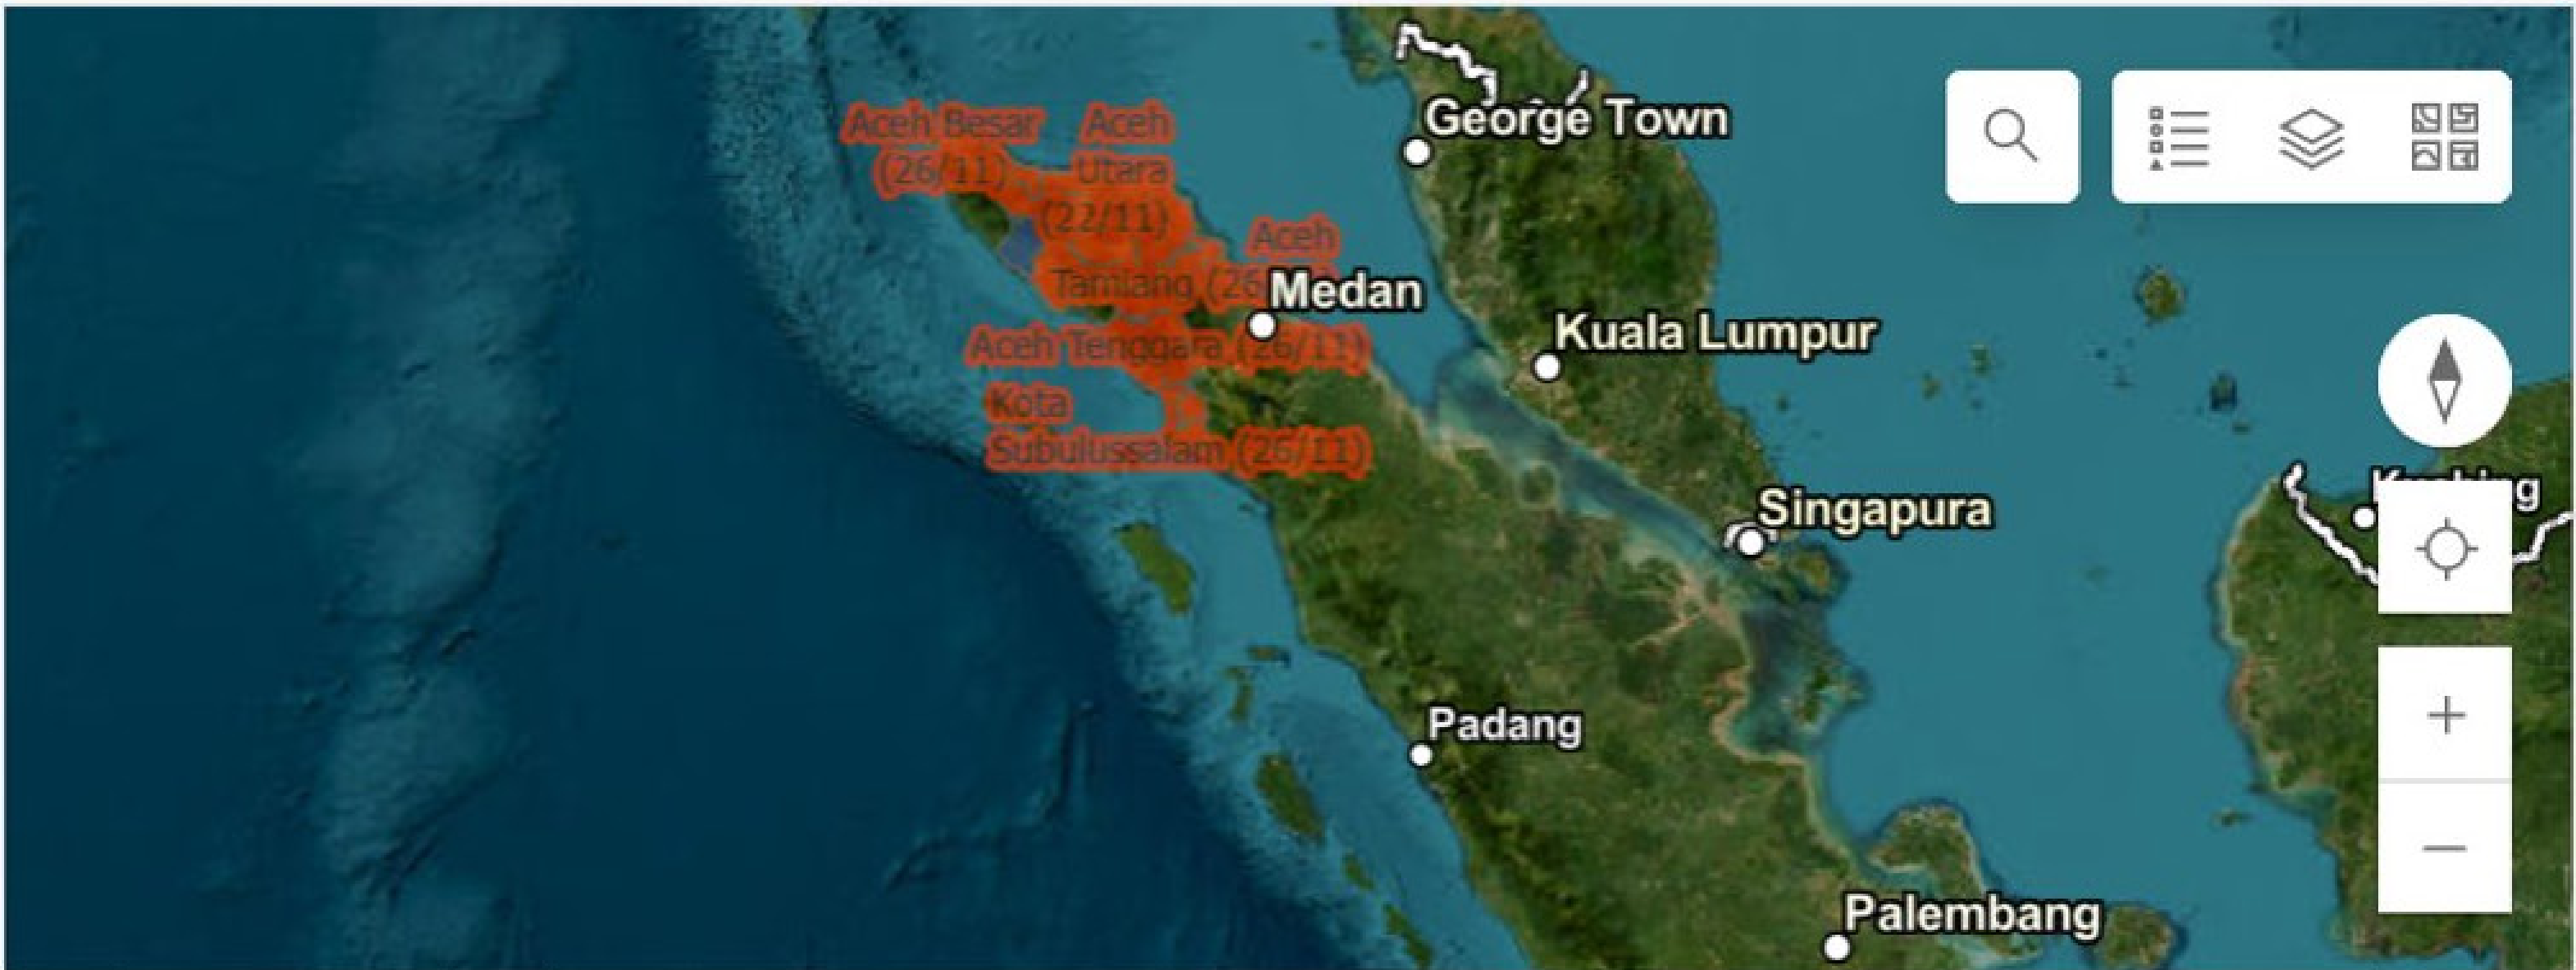 Aceh Besar
(26/11)
Aceh
Utara
(22/11)
Aceh
Tamiang (26
Aceh Tenggara (26/11)
Kota
Subulussalam (26/11)
George Town
Medan
Kuala Lumpur
Singapura
Padang
Palembang